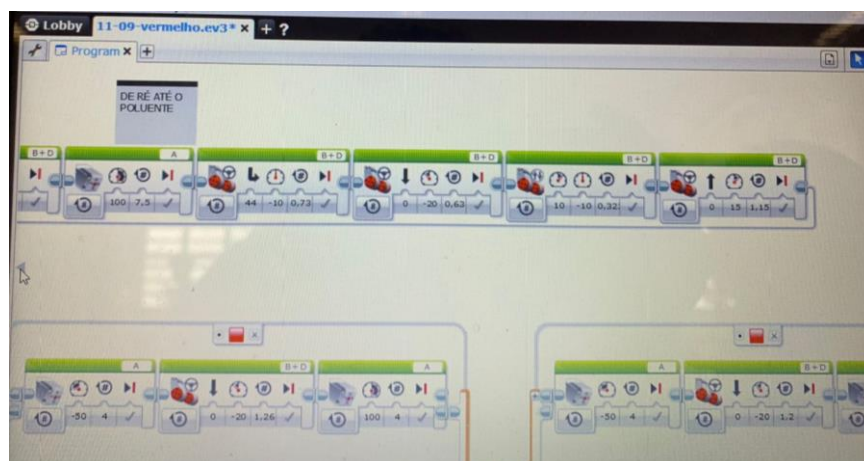 Lobby 11-09-vermelho.ev3* × + ?
Program × +
DE RÉ ATÉ O
POLUENTE
B+D A B+D B+D B+D B+D
100 7,5 44 -10 0,73 0 -20 0,63 10 -10 0,32 0 15 1,15
A B+D A A B+D
-50 4 0 -20 1.26 100 4 -50 4 0 -20 1.2